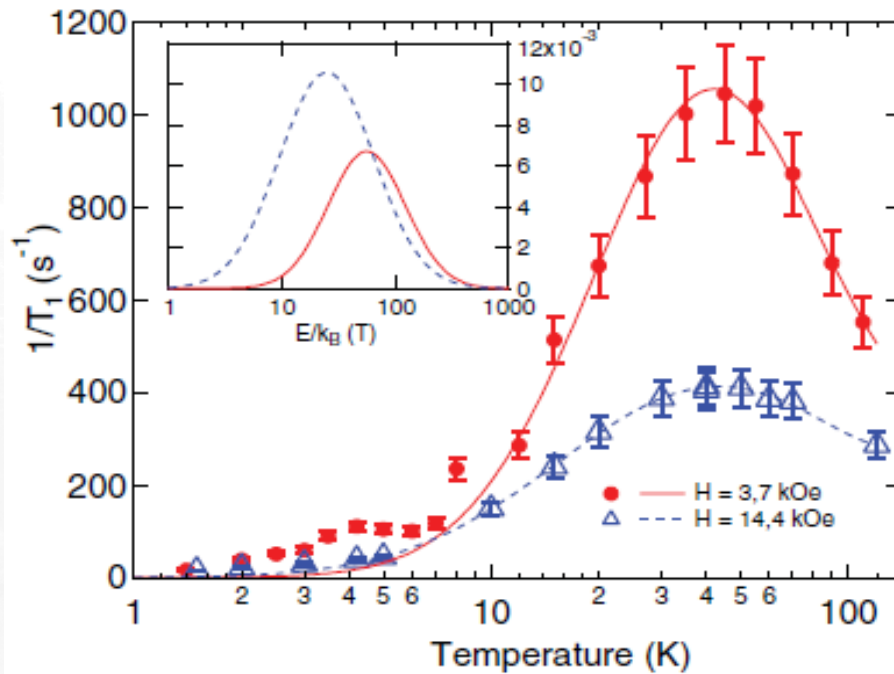 1200
1000
800
600
400
200
0
1/T₁ (s⁻¹)
12x10⁻³
10
8
6
4
2
0
1 10 100 1000
E/k_B (T)
H = 3,7 kOe
H = 14,4 kOe
1 2 3 4 5 6 10 2 3 4 5 6 100
Temperature (K)